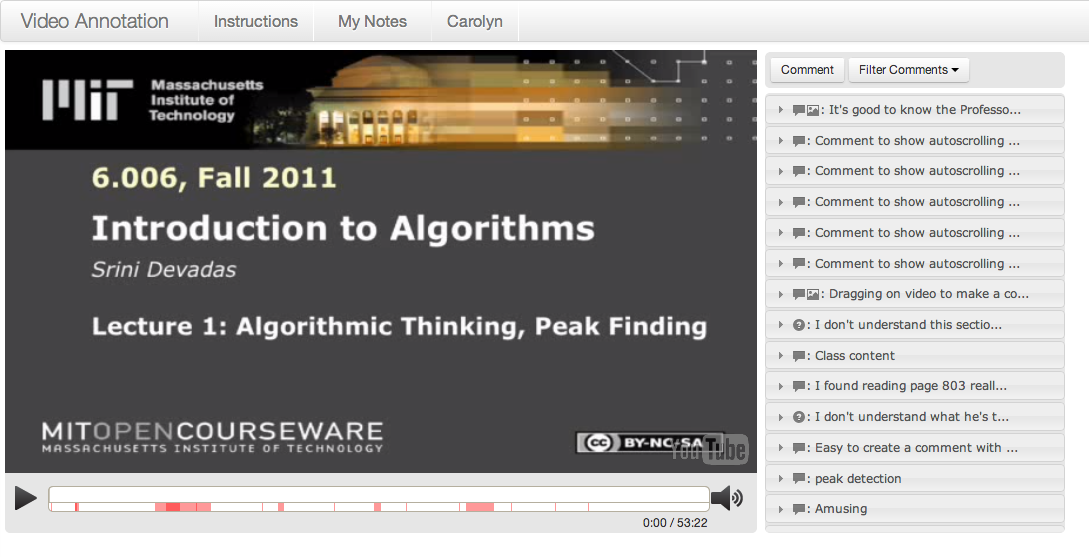 Video Annotation
Instructions
My Notes
Carolyn
MIT
Massachusetts
Institute of
Technology
6.006, Fall 2011
Introduction to Algorithms
Srini Devadas
Lecture 1: Algorithmic Thinking, Peak Finding
MITOPENCOURSEWARE
MASSACHUSETTS INSTITUTE OF TECHNOLOGY
cc BY-NC-SA
YouTube
0:00 / 53:22
Comment
Filter Comments
: It's good to know the Professo...
: Comment to show autoscrolling ...
: Comment to show autoscrolling ...
: Comment to show autoscrolling ...
: Comment to show autoscrolling ...
: Comment to show autoscrolling ...
: Dragging on video to make a co...
?: I don't understand this sectio...
: Class content
: I found reading page 803 reall...
?: I don't understand what he's t...
: Easy to create a comment with ...
: peak detection
: Amusing